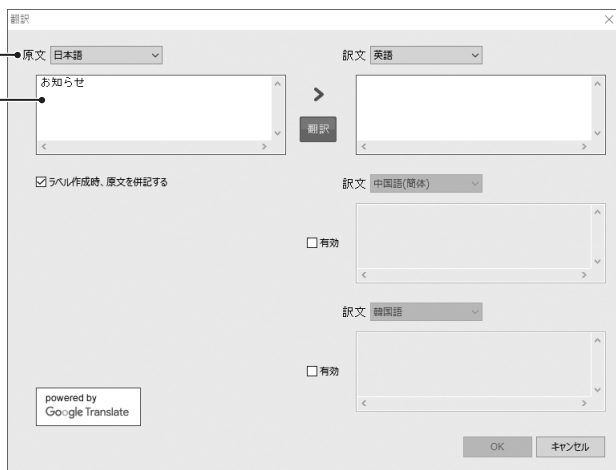 翻訳
原文 日本語
訳文 英語
お知らせ
翻訳
☑ラベル作成時、原文を併記する
訳文 中国語(簡体)
□有効
訳文 韓国語
□有効
powered by
Google Translate
OK キャンセル